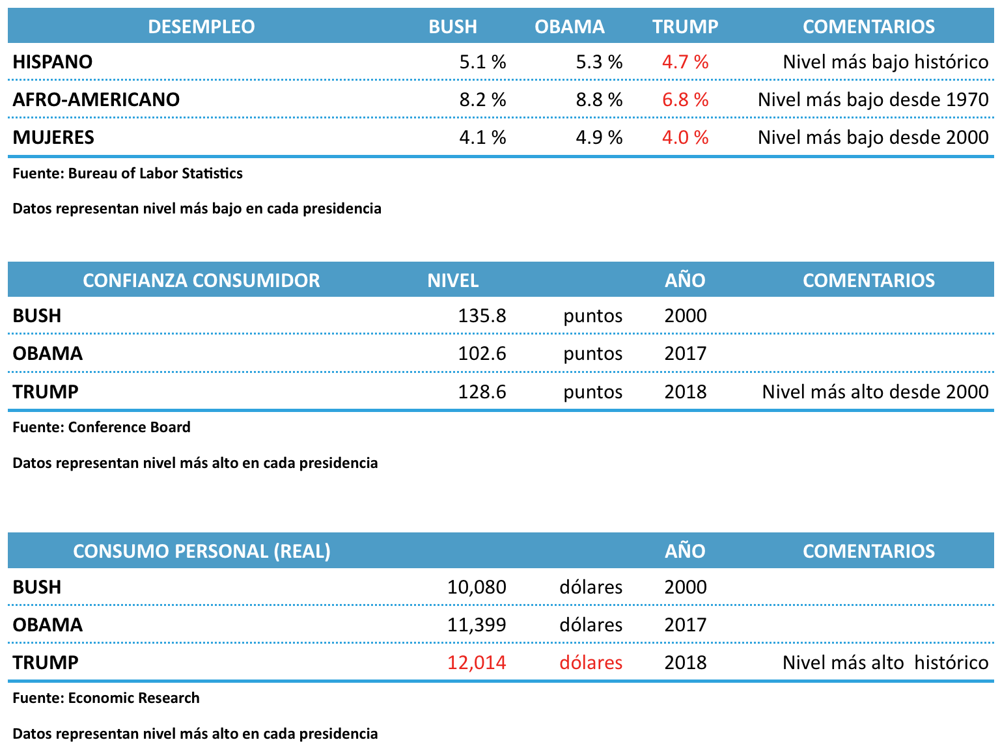 DESEMPLEO BUSH OBAMA TRUMP COMENTARIOS
HISPANO 5.1 % 5.3 % 4.7 % Nivel más bajo histórico
AFRO-AMERICANO 8.2 % 8.8 % 6.8 % Nivel más bajo desde 1970
MUJERES 4.1 % 4.9 % 4.0 % Nivel más bajo desde 2000
Fuente: Bureau of Labor Statistics
Datos representan nivel más bajo en cada presidencia
CONFIANZA CONSUMIDOR NIVEL AÑO COMENTARIOS
BUSH 135.8 puntos 2000
OBAMA 102.6 puntos 2017
TRUMP 128.6 puntos 2018 Nivel más alto desde 2000
Fuente: Conference Board
Datos representan nivel más alto en cada presidencia
CONSUMO PERSONAL (REAL) AÑO COMENTARIOS
BUSH 10,080 dólares 2000
OBAMA 11,399 dólares 2017
TRUMP 12,014 dólares 2018 Nivel más alto  histórico
Fuente: Economic Research
Datos representan nivel más alto en cada presidencia